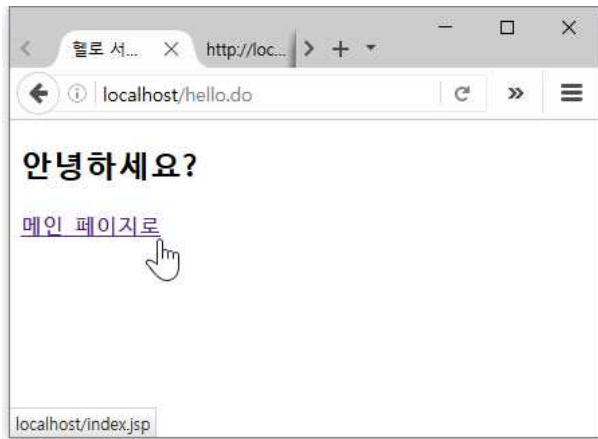 헬로 서...
http://loc...
localhost/hello.do
안녕하세요?
메인 페이지로
localhost/index.jsp